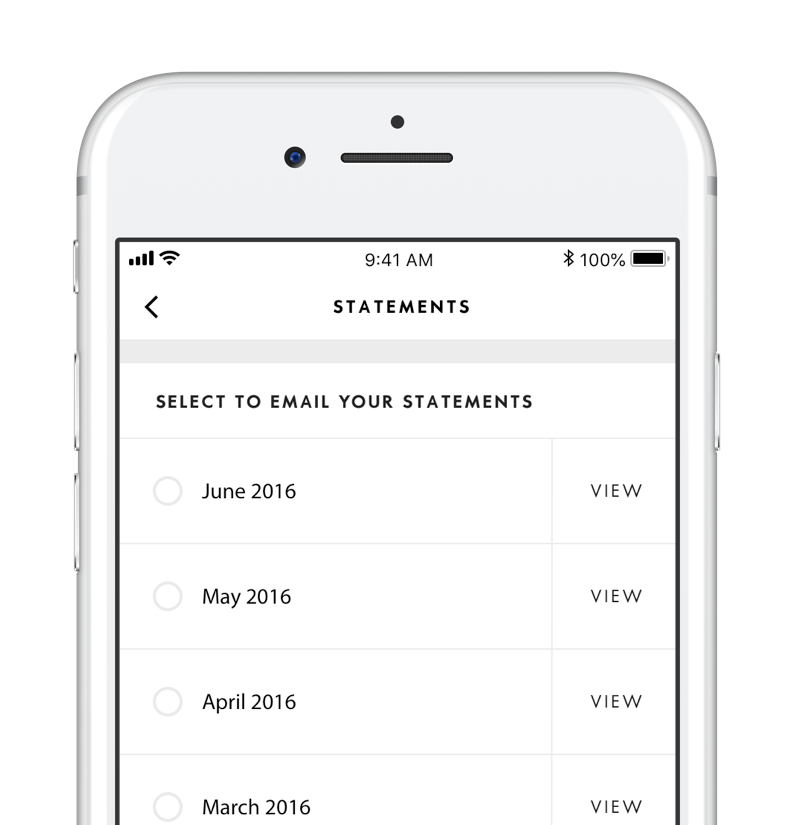 9:41 AM 100%
STATEMENTS
SELECT TO EMAIL YOUR STATEMENTS
June 2016 VIEW
May 2016 VIEW
April 2016 VIEW
March 2016 VIEW